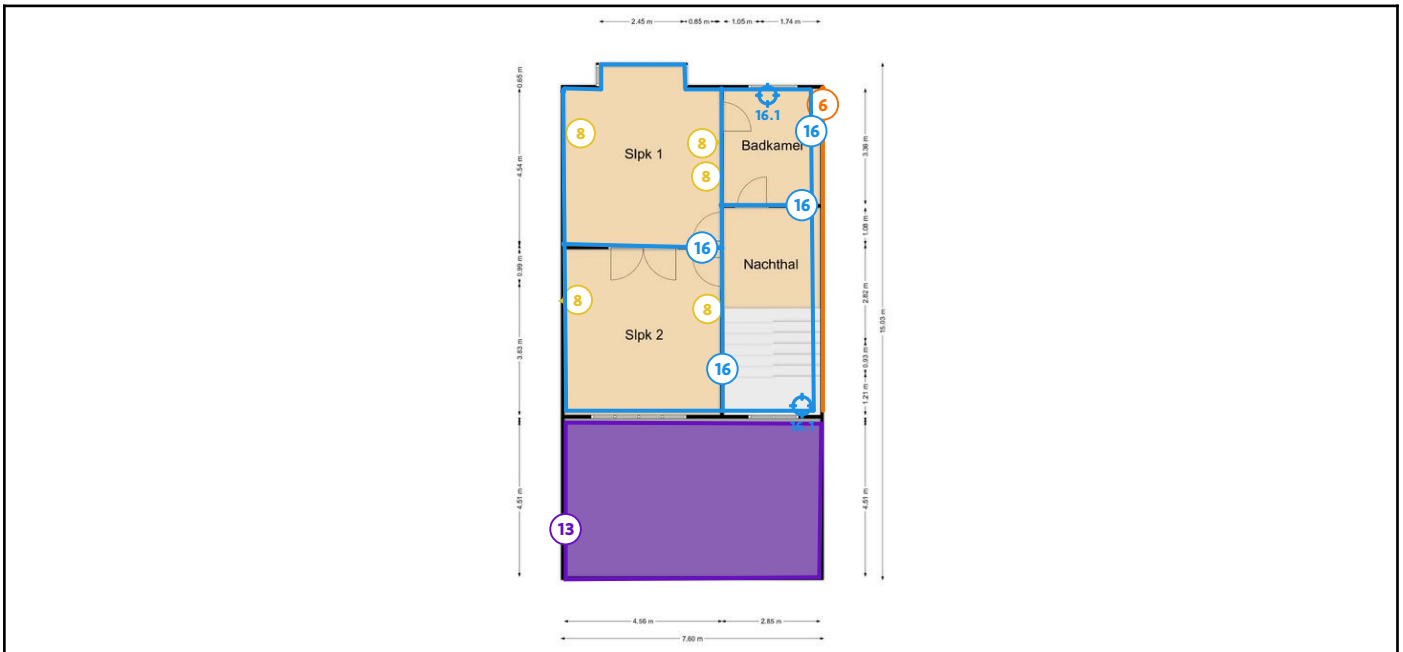 2.45 m 0.85 m 1.05 m 1.74 m
0.65 m
6
16.1
8
16
8
Badkamer
3.36 m
Slpk 1
4.54 m
8
16
1.08 m
16
Nachthal
0.99 m
8
2.82 m
8
15.03 m
Slpk 2
3.83 m
0.93 m
16
1.21 m
16.1
4.51 m
4.51 m
13
4.56 m 2.85 m
7.60 m